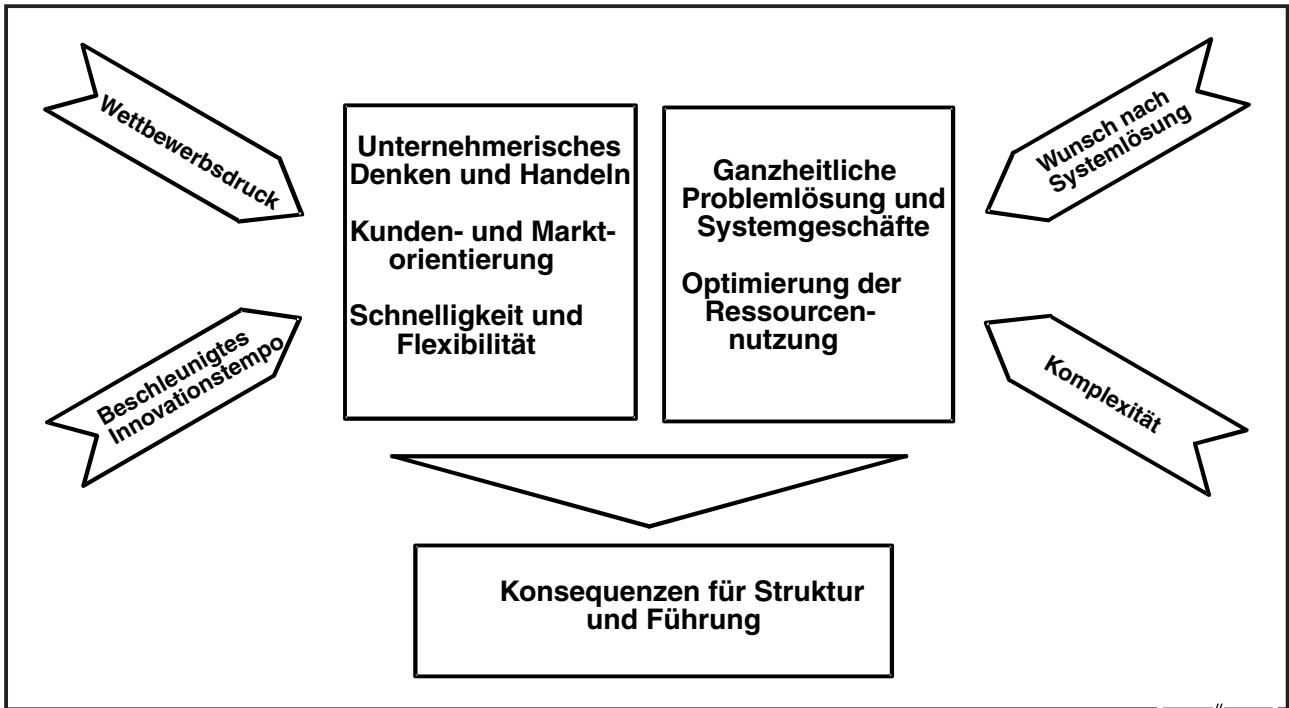 Wettbewerbsdruck
Beschleunigtes
Innovationstempo
Unternehmerisches
Denken und Handeln
Kunden- und Markt-
orientierung
Schnelligkeit und
Flexibilität
Ganzheitliche
Problemlösung und
Systemgeschäfte
Optimierung der
Ressourcen-
nutzung
Wunsch nach
Systemlösung
Komplexität
Konsequenzen für Struktur
und Führung